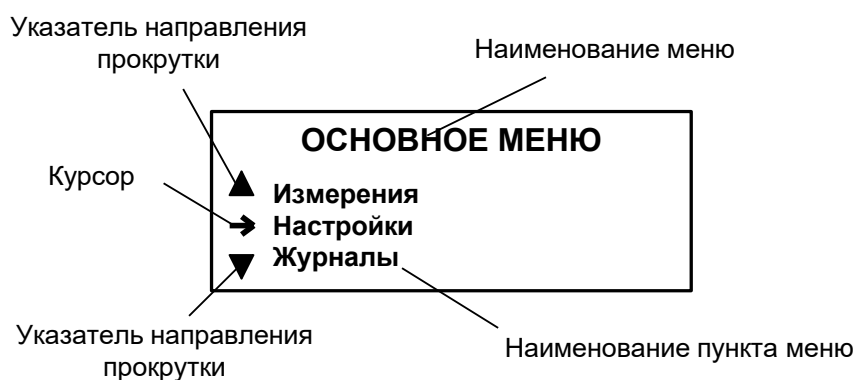 Указатель направления
прокрутки
Наименование меню
ОСНОВНОЕ МЕНЮ
Курсор
Измерения
Настройки
Журналы
Указатель направления
прокрутки
Наименование пункта меню